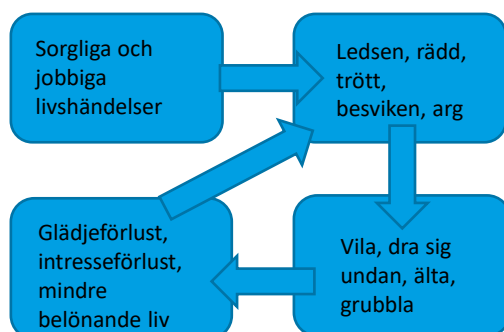 Sorgliga och
jobbiga
livshändelser
Ledsen, rädd,
trött,
besviken, arg
Glädjeförlust,
intresseförlust,
mindre
belönande liv
Vila, dra sig
undan, älta,
grubbla